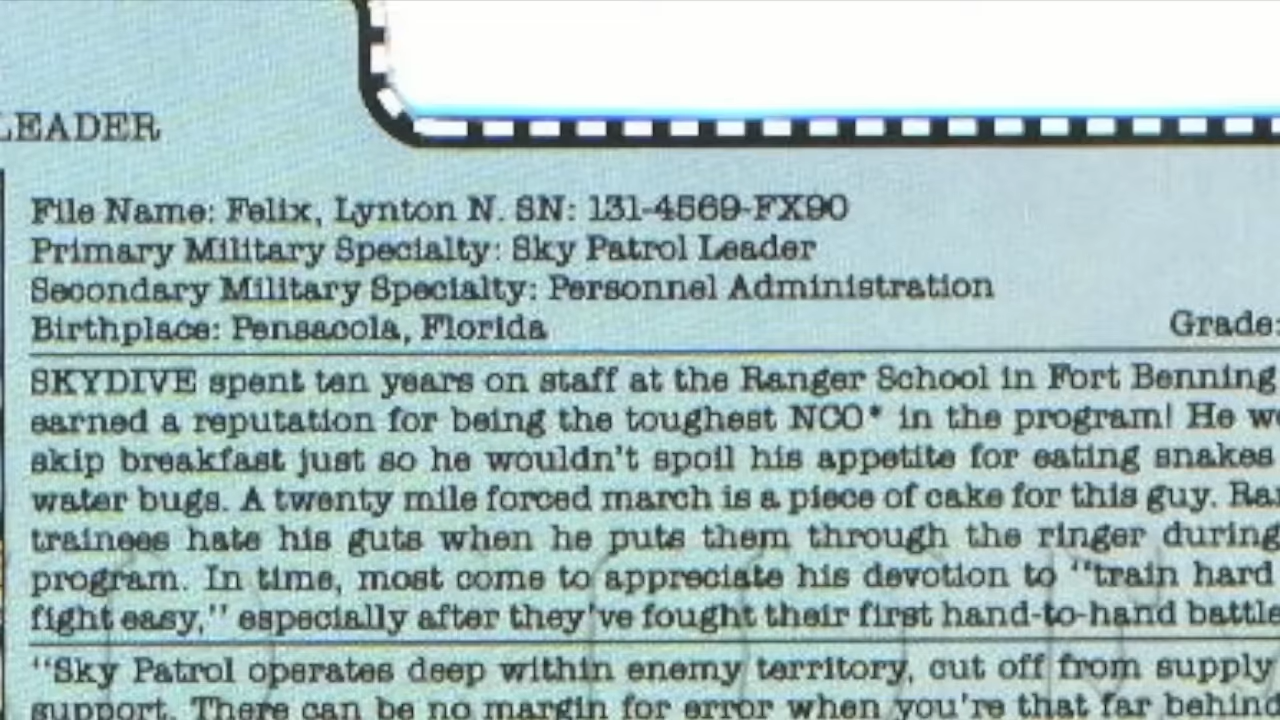 LEADER
File Name: Felix, Lynton N. SN: 131-4569-FX90
Primary Military Specialty: Sky Patrol Leader
Secondary Military Specialty: Personnel Administration
Birthplace: Pensacola, Florida Grade:
SKYDIVE spent ten years on staff at the Ranger School in Fort Benning
earned a reputation for being the toughest NCO* in the program! He
skip breakfast just so he wouldn't spoil his appetite for eating snakes
water bugs. A twenty mile forced march is a piece of cake for this guy.
trainees hate his guts when he puts them through the ringer during
program. In time, most come to appreciate his devotion to "train hard
fight easy," especially after they've fought their first hand-to-hand battle
"Sky Patrol operates deep within enemy territory, cut off from supply
support. There can be no margin for error when you're that far behind